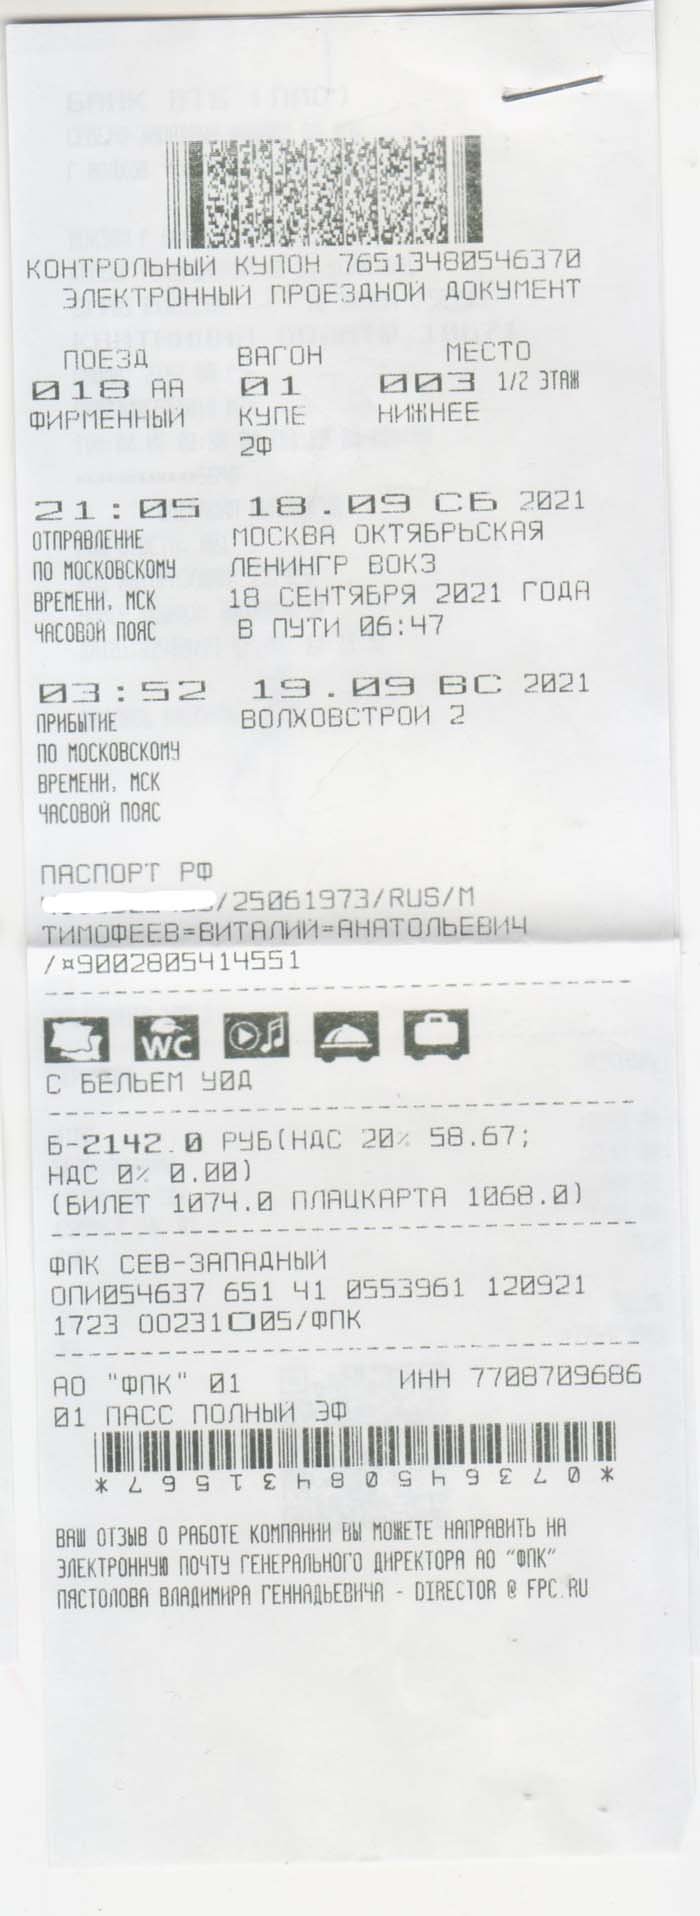 КОНТРОЛЬНЫЙ КУПОН 76513480546370
ЭЛЕКТРОННЫЙ ПРОЕЗДНОЙ ДОКУМЕНТ
ПОЕЗД ВАГОН МЕСТО
018 АА 01 003 1/2 ЭТАЖ
ФИРМЕННЫЙ КУПЕ НИЖНЕЕ
2Ф
21:05 18.09 СБ 2021
ОТПРАВЛЕНИЕ МОСКВА ОКТЯБРЬСКАЯ
ПО МОСКОВСКОМУ ЛЕНИНГР ВОКЗ
ВРЕМЕНИ, МСК 18 СЕНТЯБРЯ 2021 ГОДА
ЧАСОВОЙ ПОЯС В ПУТИ 06:47
03:52 19.09 ВС 2021
ПРИБЫТИЕ ВОЛХОВСТРОИ 2
ПО МОСКОВСКОМУ
ВРЕМЕНИ, МСК
ЧАСОВОЙ ПОЯС
ПАСПОРТ РФ
/25061973/RUS/M
ТИМОФЕЕВ=ВИТАЛИЙ=АНАТОЛЬЕВИЧ
/¤9002805414551
WC
С БЕЛЬЕМ У0Д
Б-2142.0 РУБ(НДС 20% 58.67;
НДС 0% 0.00)
(БИЛЕТ 1074.0 ПЛАЦКАРТА 1068.0)
ФПК СЕВ-ЗАПАДНЫЙ
ОПИ054637 651 41 0553961 120921
1723 00231 05/ФПК
АО "ФПК" 01 ИНН 7708709686
01 ПАСС ПОЛНЫЙ ЭФ
*07364508431567*
ВАШ ОТЗЫВ О РАБОТЕ КОМПАНИИ ВЫ МОЖЕТЕ НАПРАВИТЬ НА
ЭЛЕКТРОННУЮ ПОЧТУ ГЕНЕРАЛЬНОГО ДИРЕКТОРА АО "ФПК"
ПЯСТОЛОВА ВЛАДИМИРА ГЕННАДЬЕВИЧА - DIRECTOR @ FPC.RU